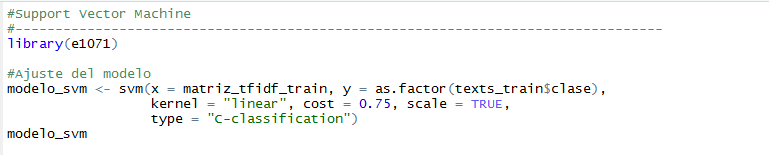 #Support Vector Machine
#------------------------------------------------------------------------------
library(e1071)
#Ajuste del modelo
modelo_svm <- svm(x = matriz_tfidf_train, y = as.factor(texts_train$clase),
kernel = "linear", cost = 0.75, scale = TRUE,
type = "C-classification")
modelo_svm